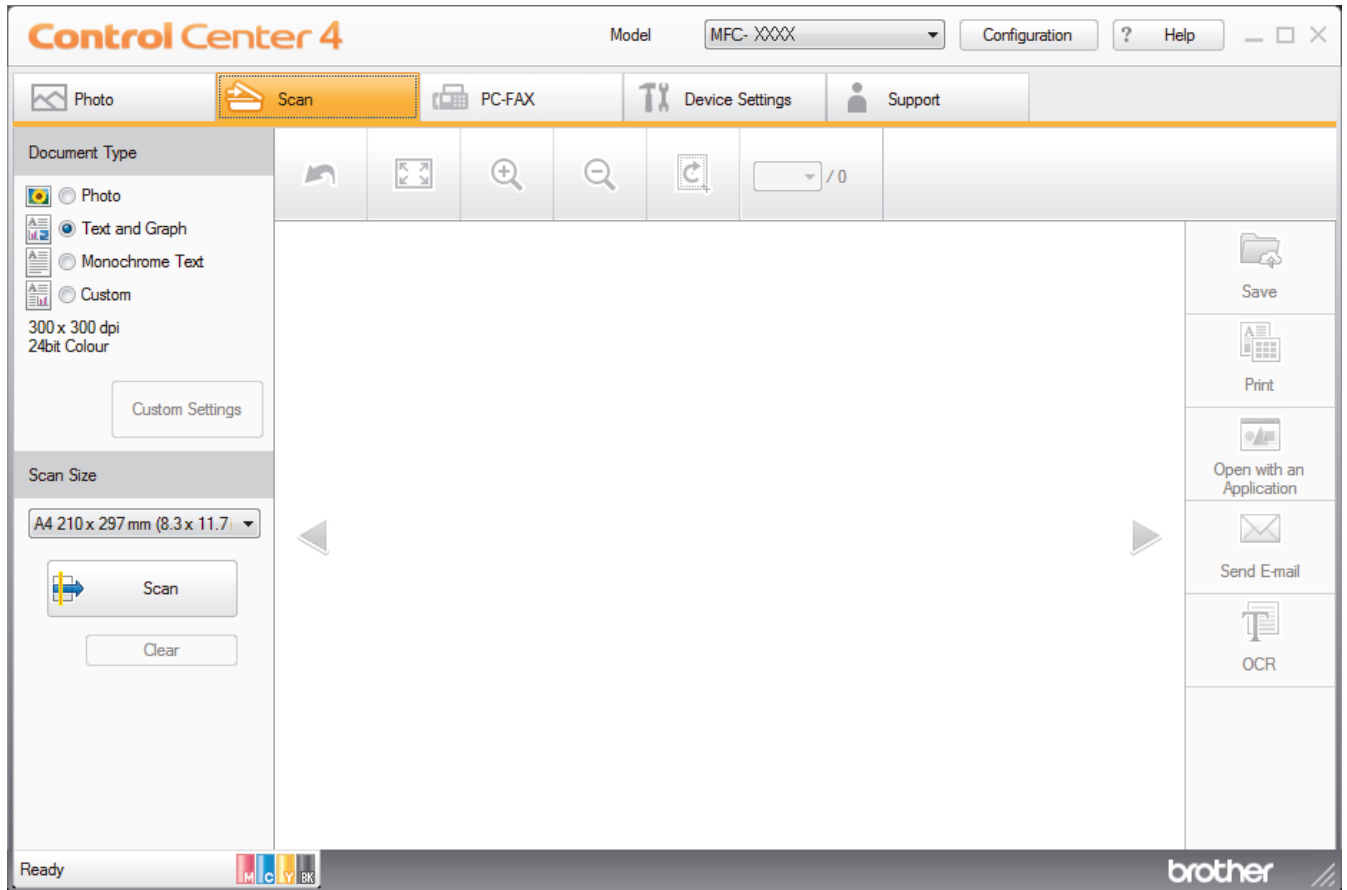 Control Center 4
Model
MFC- XXXX
Configuration
? Help
Photo
Scan
PC-FAX
Device Settings
Support
Document Type
Photo
Text and Graph
Monochrome Text
Custom
300 x 300 dpi
24bit Colour
Custom Settings
Scan Size
A4 210 x 297 mm (8.3 x 11.7
Scan
Clear
/ 0
Save
Print
Open with an
Application
Send E-mail
OCR
Ready
M C Y BK
brother